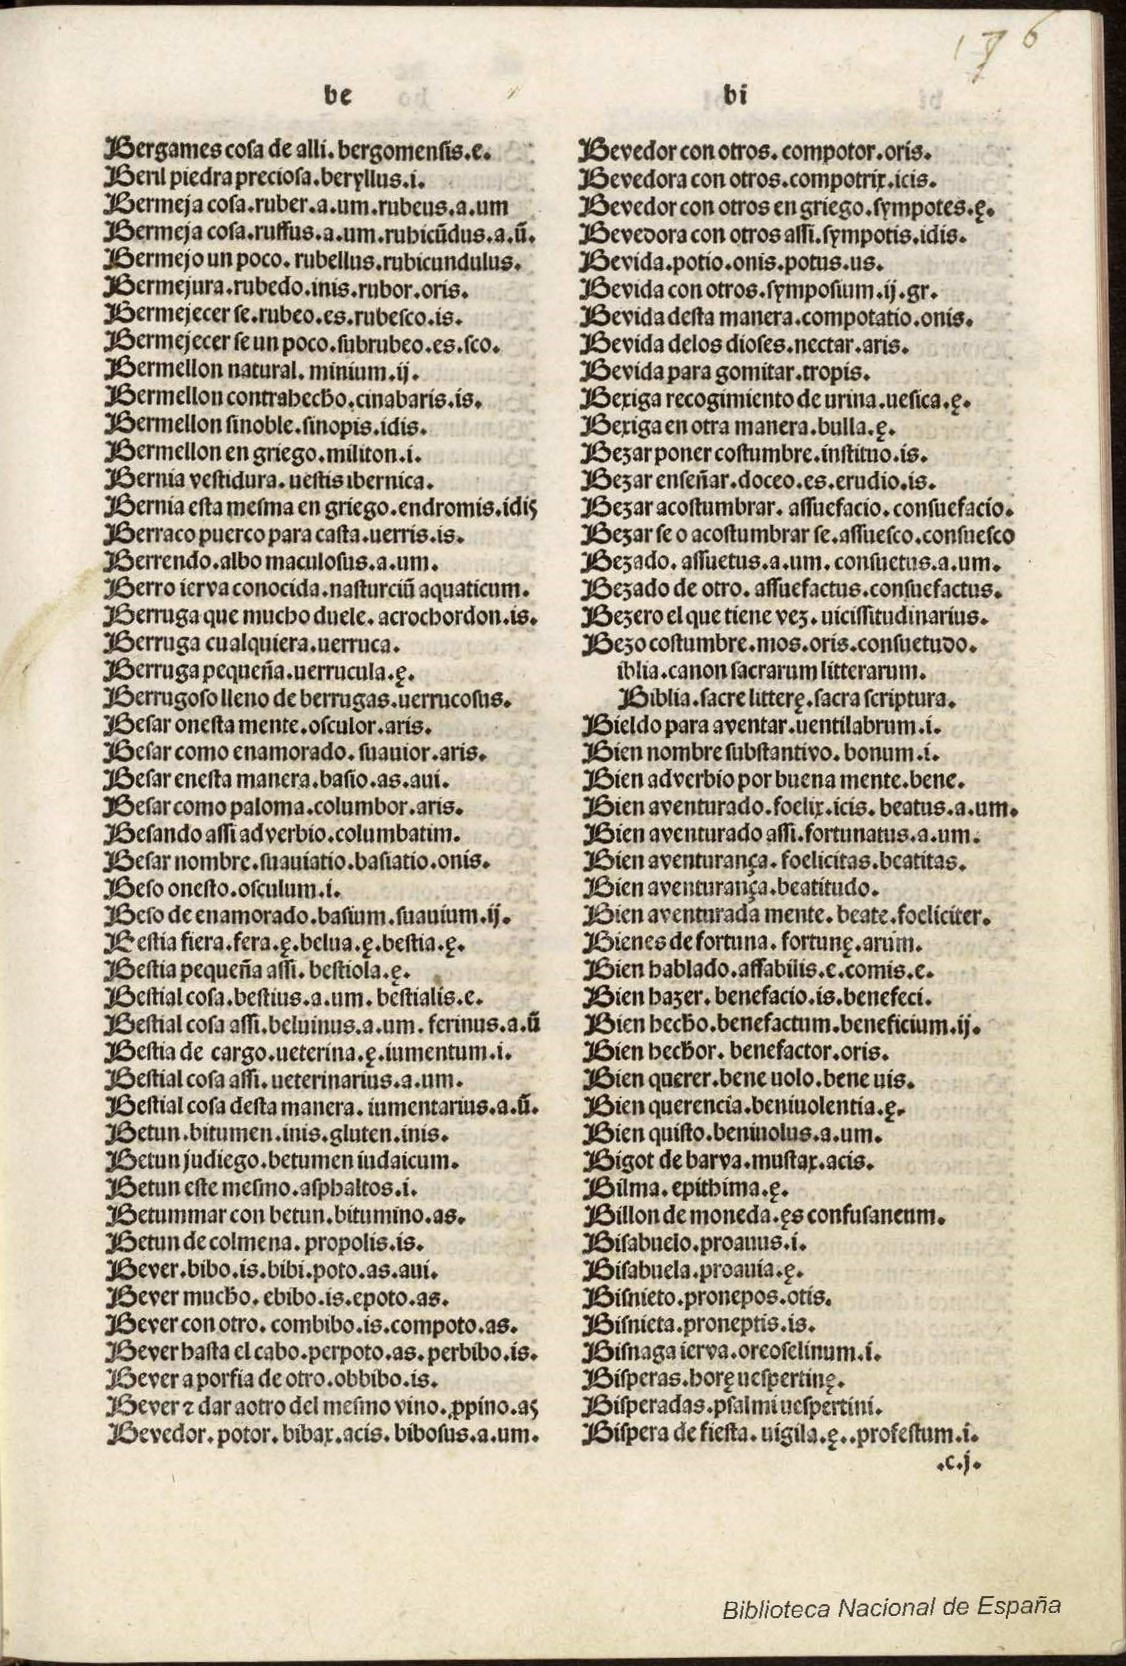 176
be
Bergames cosa de alli. bergomensis.e.
Beril piedra preciosa.beryllus.i.
Bermeja cosa.ruber.a.um.rubeus.a.um
Bermeja cosa.ruffus.a.um.rubicūdus.a.ū.
Bermejo un poco. rubellus.rubicundulus.
Bermejura.rubedo.inis.rubor.oris.
Bermejecer se.rubeo.es.rubesco.is.
Bermejecer se un poco.subrubeo.es.sco.
Bermellon natural. minium.ij.
Bermellon contrahecho.cinabaris.is.
Bermellon sinoble.sinopis.idis.
Bermellon en griego.militon.i.
Bernia vestidura. uestis ibernica.
Bernia esta mesma en griego.endromis.idis
Berraco puerco para casta.uerris.is.
Berrendo.albo maculosus.a.um.
Berro ierva conocida.nasturciū aquaticum.
Berruga que mucho duele. acrochordon.is.
Berruga cualquiera.uerruca.
Berruga pequeña.uerrucula.ę.
Berrugoso lleno de berrugas.uerrucosus.
Besar onesta mente.osculor.aris.
Besar como enamorado. suauior.aris.
Besar enesta manera.basio.as.aui.
Besar como paloma.columbor.aris.
Besando assi adverbio.columbatim.
Besar nombre.suauiatio.basiatio.onis.
Beso onesto.osculum.i.
Beso de enamorado.basium.suauium.ij.
Bestia fiera.fera.ę.belua.ę.bestia.ę.
Bestia pequeña assi. bestiola.ę.
Bestial cosa.bestius.a.um. bestialis.e.
Bestial cosa assi.beluinus.a.um. ferinus.a.ū
Bestia de cargo.ueterina.ę.iumentum.i.
Bestial cosa assi.ueterinarius.a.um.
Bestial cosa desta manera. iumentarius.a.ū.
Betun.bitumen.inis.gluten.inis.
Betun judiego.betumen iudaicum.
Betun este mesmo.asphaltos.i.
Betummar con betun.bitumino.as.
Betun de colmena. propolis.is.
Bever.bibo.is.bibi.poto.as.aui.
Bever mucho. ebibo.is.epoto.as.
Bever con otro. combibo.is.compoto.as.
Bever hasta el cabo.perpoto.as.perbibo.is.
Bever a porfia de otro.obbibo.is.
Bever ⁊ dar aotro del mesmo vino.ꝓpino.as
Bevedor. potor. bibax.acis. bibosus.a.um.
bi
Bevedor con otros. compotor.oris.
Bevedora con otros.compotrix.icis.
Bevedor con otros en griego.sympotes.ę.
Bevedora con otros assi.sympotis.idis.
Bevida.potio.onis.potus.us.
Bevida con otros.symposium.ij.gr.
Bevida desta manera.compotatio.onis.
Bevida delos dioses.nectar.aris.
Bevida para gomitar.tropis.
Bexiga recogimiento de urina.uesica.ę.
Bexiga en otra manera.bulla.ę.
Bezar poner costumbre.instituo.is.
Bezar enseñar.doceo.es.erudio.is.
Bezar acostumbrar. assuefacio.consuefacio.
Bezar se o acostumbrar se.assuesco.consuesco
Bezado. assuetus.a.um. consuetus.a.um.
Bezado de otro. assuefactus.consuefactus.
Bezero el que tiene vez. uicissitudinarius.
Bezo costumbre.mos.oris.consuetudo.
iblia.canon sacrarum litterarum.
Biblia.sacre litterę.sacra scriptura.
Bieldo para aventar.uentilabrum.i.
Bien nombre substantivo. bonum.i.
Bien adverbio por buena mente.bene.
Bien aventurado.foelix.icis. beatus.a.um.
Bien aventurado assi.fortunatus.a.um.
Bien aventurança.foelicitas.beatitas.
Bien aventurança.beatitudo.
Bien aventurada mente. beate.foeliciter.
Bienes de fortuna. fortunę.arum.
Bien hablado.affabilis.e.comis.e.
Bien hazer. benefacio.is.benefeci.
Bien hecho.benefactum.beneficium.ij.
Bien hechor. benefactor.oris.
Bien querer.bene uolo.bene uis.
Bien querencia.beniuolentia.ę.
Bien quisto.beniuolus.a.um.
Bigot de barva.mustax.acis.
Bilma. epithima.ę.
Billon de moneda.ęs confusaneum.
Bisabuelo.proauus.i.
Bisabuela.proauia.ę.
Bisnieto.pronepos.otis.
Bisnieta.proneptis.is.
Bisnaga ierva.oreoselinum.i.
Bisperas.horę uespertinę.
Bisperadas.psalmi uespertini.
Bispera de fiesta. uigila.ę..profestum.i.
.c.j.
Biblioteca Nacional de España